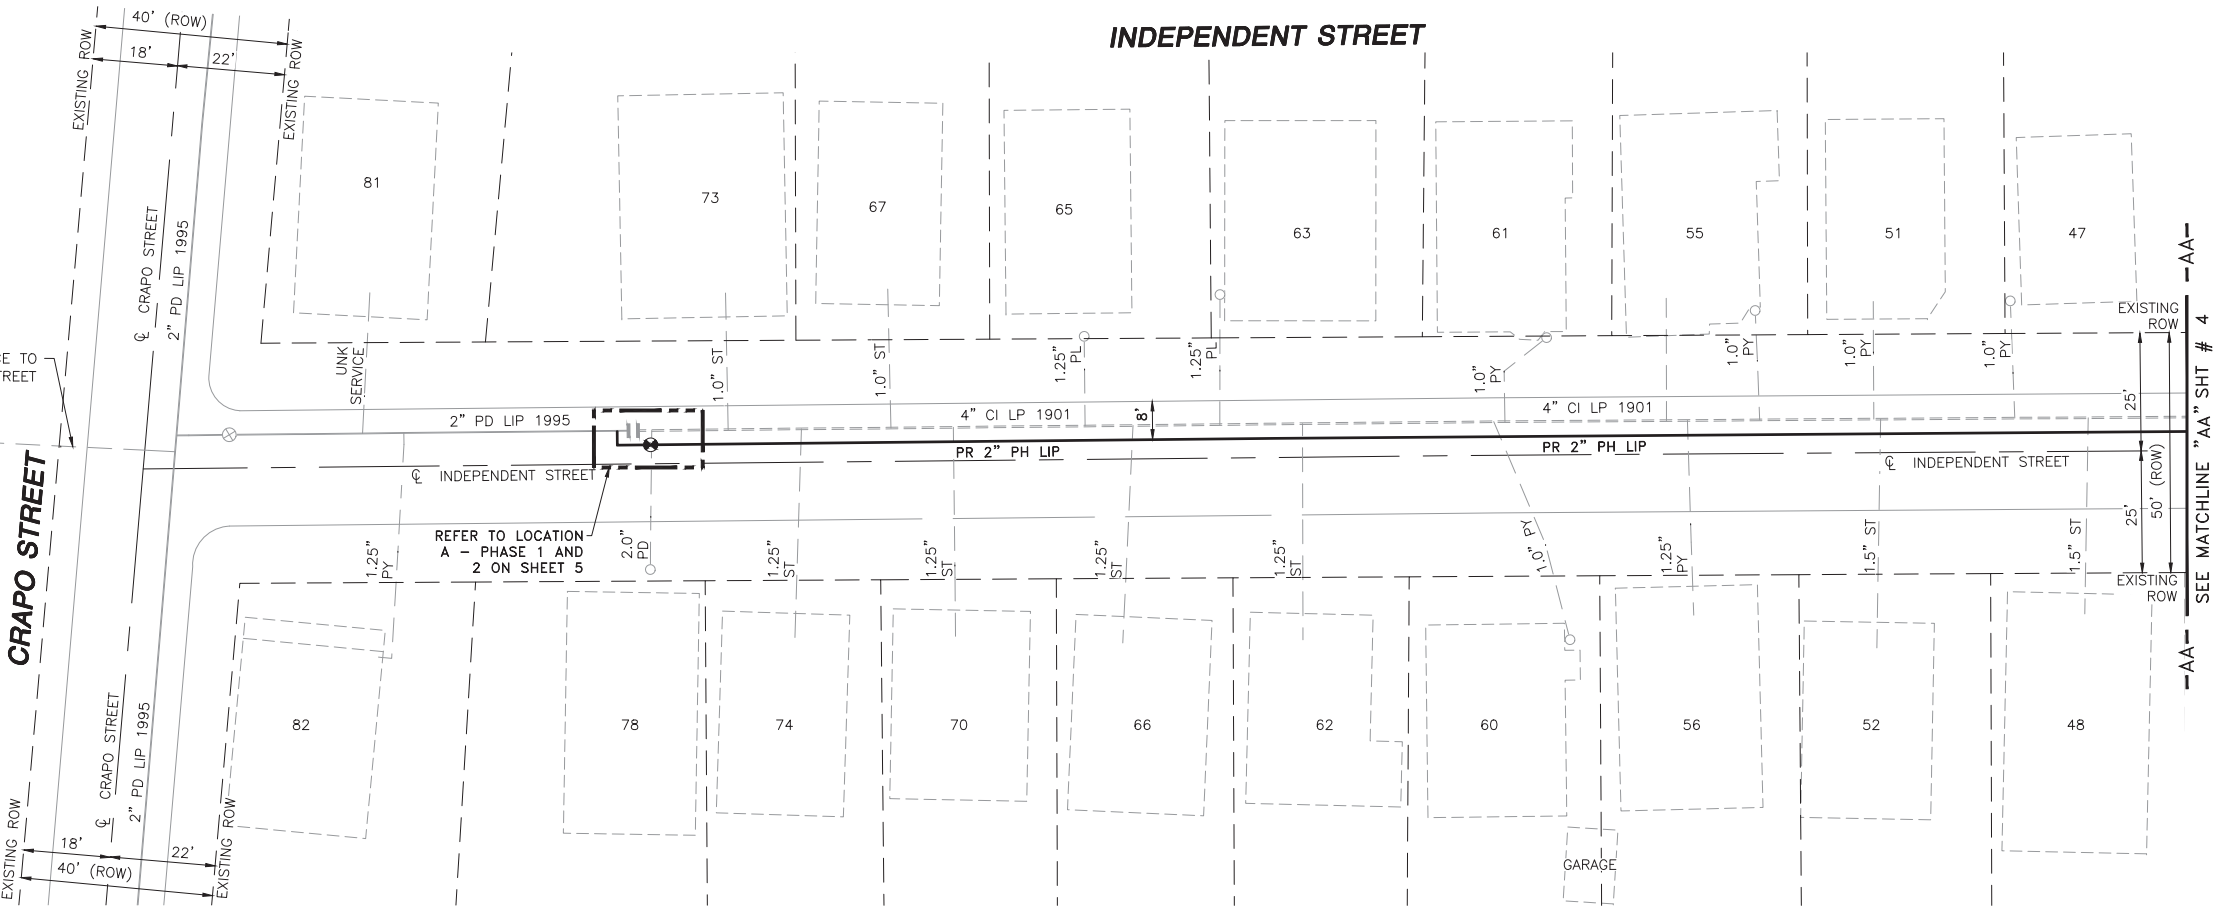 INDEPENDENT STREET
40' (ROW)
18'
22'
EXISTING ROW
EXISTING ROW
81
73
67
65
63
61
55
51
47
℄ CRAPO STREET
2" PD LIP 1995
AA
EXISTING
ROW
CE TO
REET
UNK
SERVICE
1.0" ST
1.0" ST
1.25"
PL
1.25"
PL
1.0"
PY
1.0"
PY
1.0"
PY
1.0"
PY
25'
2" PD LIP 1995
4" CI LP 1901
8'
4" CI LP 1901
PR 2" PH LIP
PR 2" PH LIP
℄ INDEPENDENT STREET
℄ INDEPENDENT STREET
CRAPO STREET
SEE MATCHLINE "AA" SHT # 4
50' (ROW)
25'
REFER TO LOCATION
A – PHASE 1 AND
2 ON SHEET 5
1.25"
PY
2.0"
PD
1.25"
ST
1.25"
ST
1.25"
ST
1.25"
ST
1.0" PY
1.25"
PY
1.5" ST
1.5" ST
EXISTING
ROW
AA
82
78
74
70
66
62
60
56
52
48
℄ CRAPO STREET
2" PD LIP 1995
GARAGE
EXISTING ROW
EXISTING ROW
18'
22'
40' (ROW)